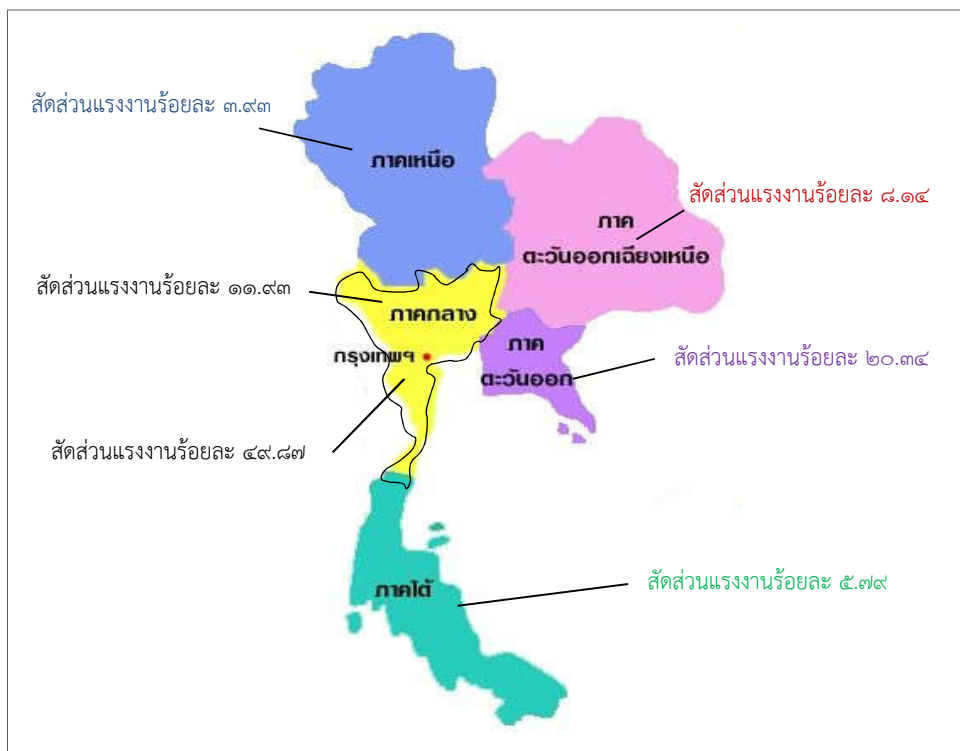 สัดส่วนแรงงานร้อยละ ๓.๙๓
ภาคเหนือ
สัดส่วนแรงงานร้อยละ ๘.๑๔
ภาค
ตะวันออกเฉียงเหนือ
สัดส่วนแรงงานร้อยละ ๑๑.๙๓
ภาคกลาง
กรุงเทพฯ
ภาค
ตะวันออก
สัดส่วนแรงงานร้อยละ ๒๐.๓๔
สัดส่วนแรงงานร้อยละ ๔๙.๘๗
ภาคใต้
สัดส่วนแรงงานร้อยละ ๕.๗๙